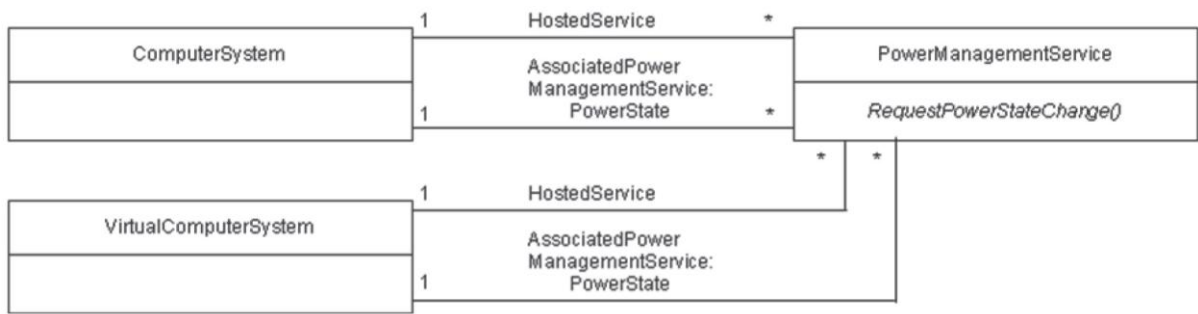 1 HostedService *
ComputerSystem
PowerManagementService
AssociatedPower
ManagementService:
PowerState
1 *
RequestPowerStateChange()
* *
1 HostedService
VirtualComputerSystem
AssociatedPower
ManagementService:
1 PowerState